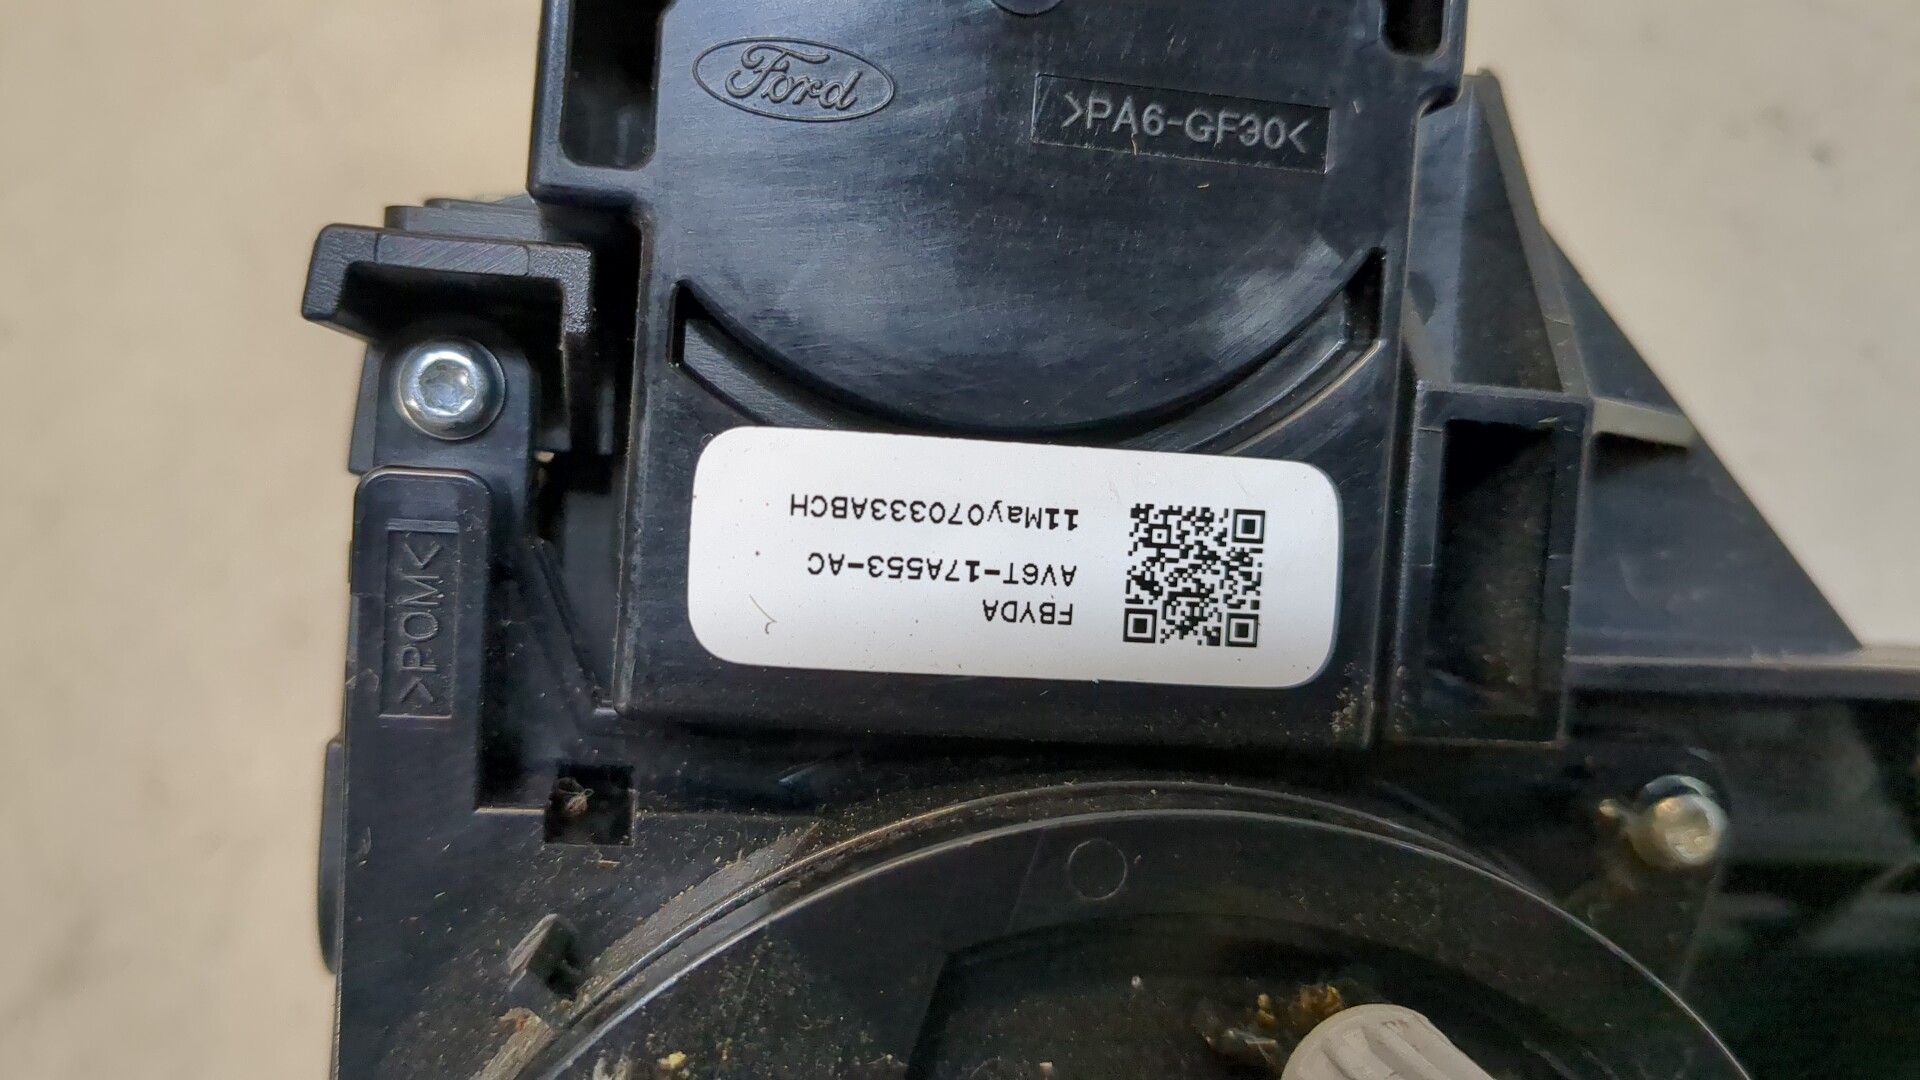 Ford
>PA6-GF30<
>POM<
FBYDA
AV6T-17A553-AC
11May070333ABCH